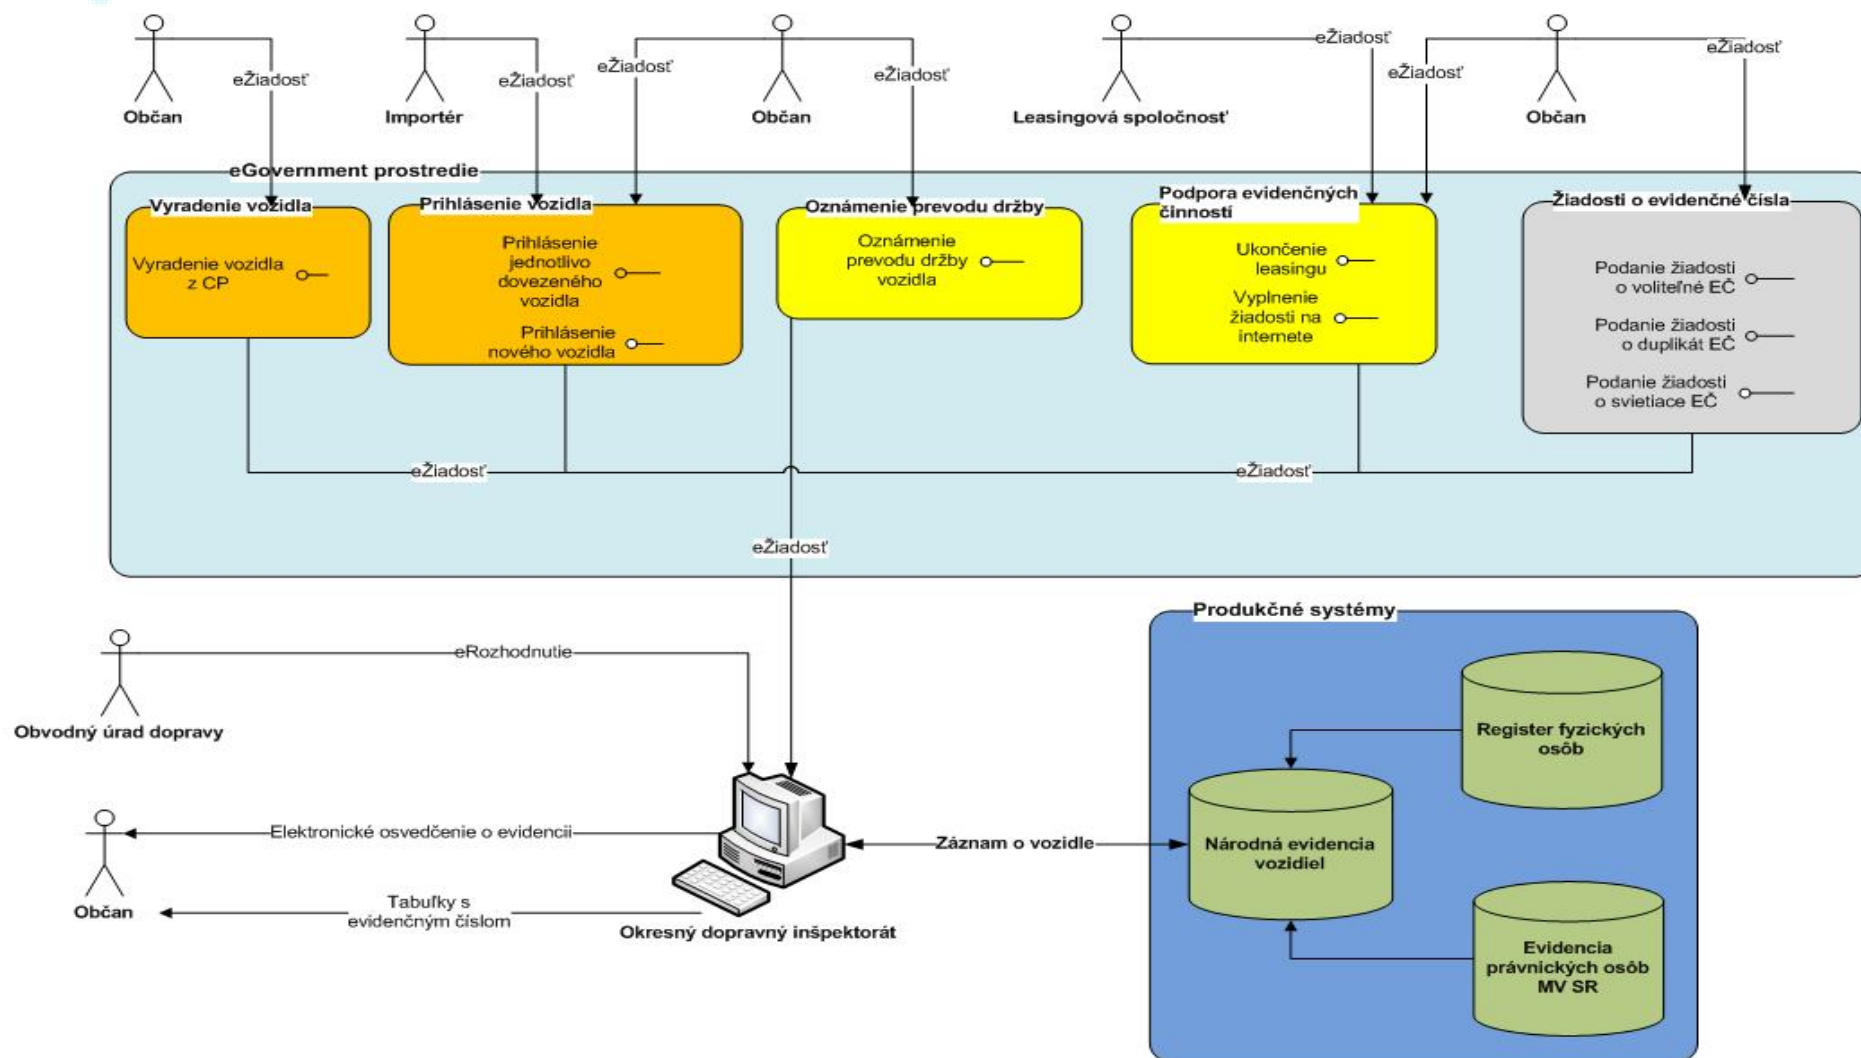 eŽiadosť
eŽiadosť
eŽiadosť
eŽiadosť
eŽiadosť
eŽiadosť
eŽiadosť
Občan
Importér
Občan
Leasingová spoločnosť
Občan
eGovernment prostredie
Vyradenie vozidla
Vyradenie vozidla
z CP
Prihlásenie vozidla
Prihlásenie
jednotlivo
dovezeného
vozidla
Prihlásenie
nového vozidla
Oznámenie prevodu držby
Oznámenie
prevodu držby
vozidla
Podpora evidenčných
činností
Ukončenie
leasingu
Vyplnenie
žiadosti na
internete
Žiadosti o evidenčné čísla
Podanie žiadosti
o voliteľné EČ
Podanie žiadosti
o duplikát EČ
Podanie žiadosti
o svietiace EČ
eŽiadosť
eŽiadosť
eŽiadosť
eRozhodnutie
Obvodný úrad dopravy
Elektronické osvedčenie o evidencii
Občan
Tabuľky s
evidenčným číslom
Okresný dopravný inšpektorát
Záznam o vozidle
Produkčné systémy
Register fyzických
osôb
Národná evidencia
vozidiel
Evidencia
právnických osôb
MV SR